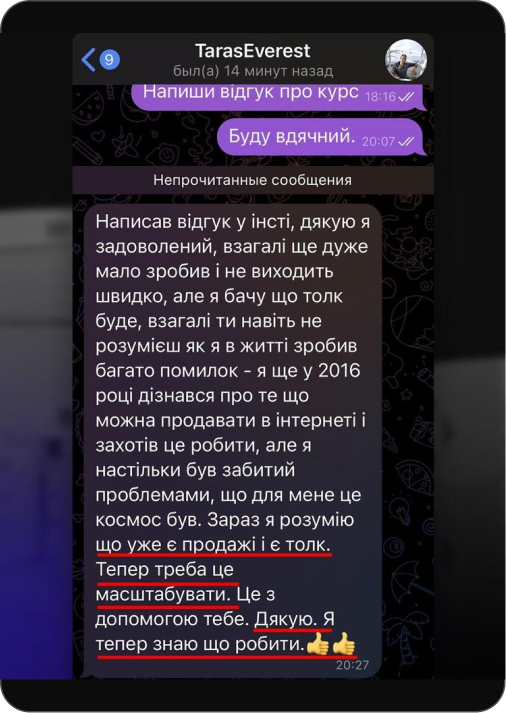 9
TarasEverest
был(а) 14 минут назад
Напиши відгук про курс 18:16
Буду вдячний. 20:07
Непрочитанные сообщения
Написав відгук у інсті, дякую я
задоволений, взагалі ще дуже
мало зробив і не виходить
швидко, але я бачу що толк
буде, взагалі ти навіть не
розумієш як я в житті зробив
багато помилок - я ще у 2016
році дізнався про те що
можна продавати в інтернеті і
захотів це робити, але я
настільки був забитий
проблемами, що для мене це
космос був. Зараз я розумію
що уже є продажі і є толк.
Тепер треба це
масштабувати. Це з
допомогою тебе. Дякую. Я
тепер знаю що робити.👍👍
20:27